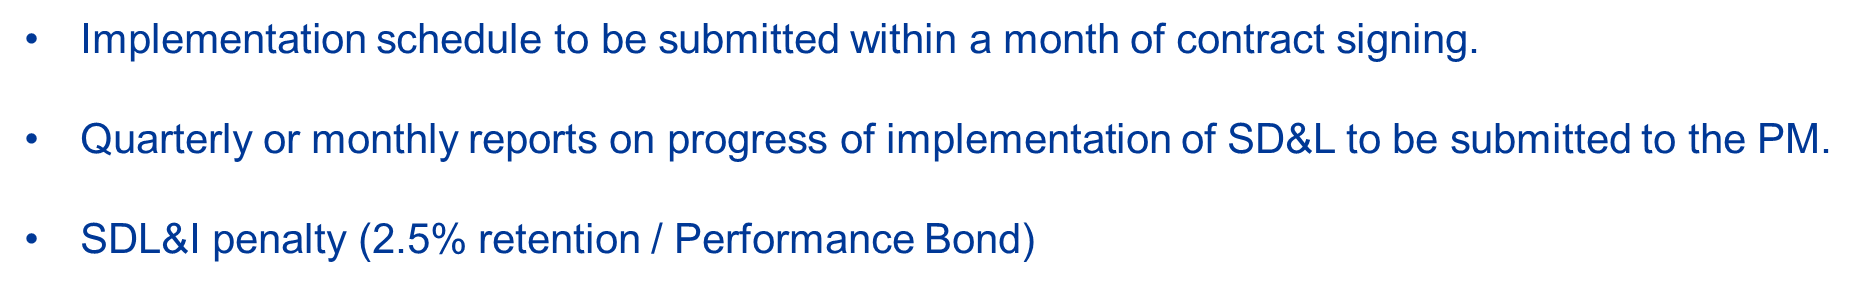 • Implementation schedule to be submitted within a month of contract signing.
• Quarterly or monthly reports on progress of implementation of SD&L to be submitted to the PM.
• SDL&I penalty (2.5% retention / Performance Bond)